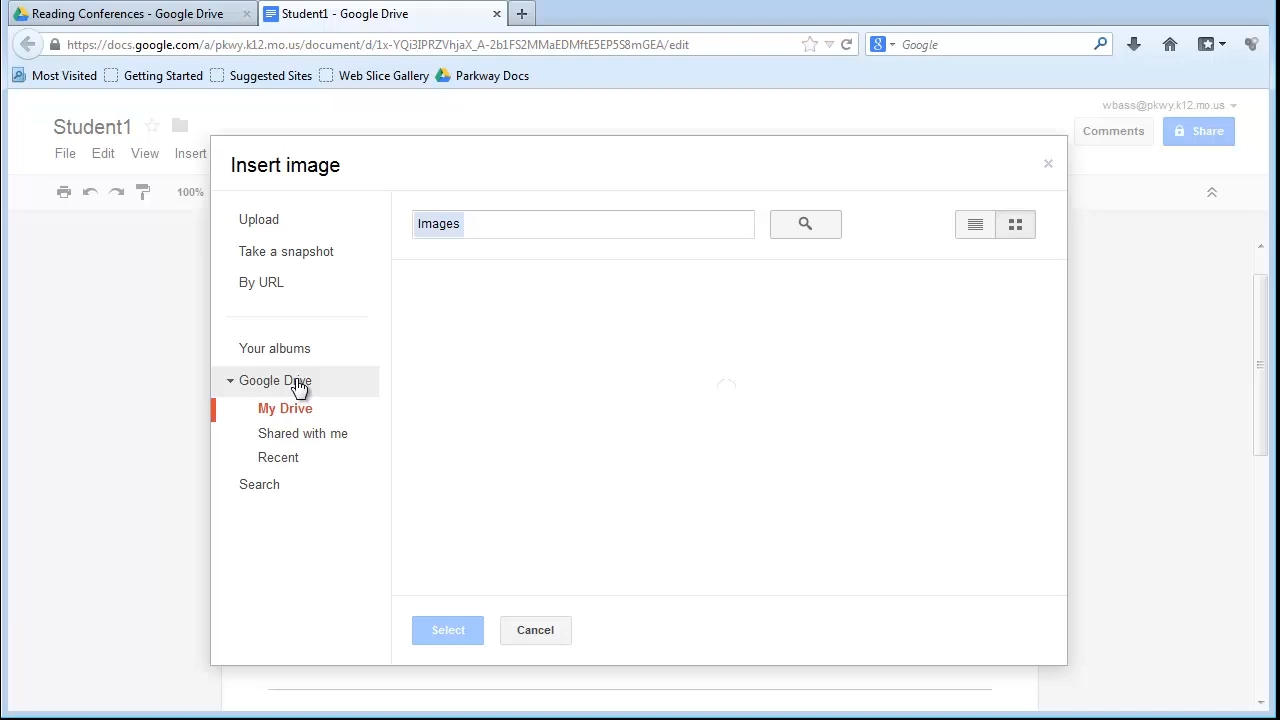 Reading Conferences - Google Drive
Student1 - Google Drive
https://docs.google.com/a/pkwy.k12.mo.us/document/d/1x-YQi3IPRZVhjaX_A-2b1FS2MMaEDMftE5EP5S8mGEA/edit
Google
Most Visited Getting Started Suggested Sites Web Slice Gallery Parkway Docs
wbass@pkwy.k12.mo.us
Student1
Comments Share
File Edit View Insert
100%
Insert image
Upload
Images
Take a snapshot
By URL
Your albums
Google Drive
My Drive
Shared with me
Recent
Search
Select Cancel